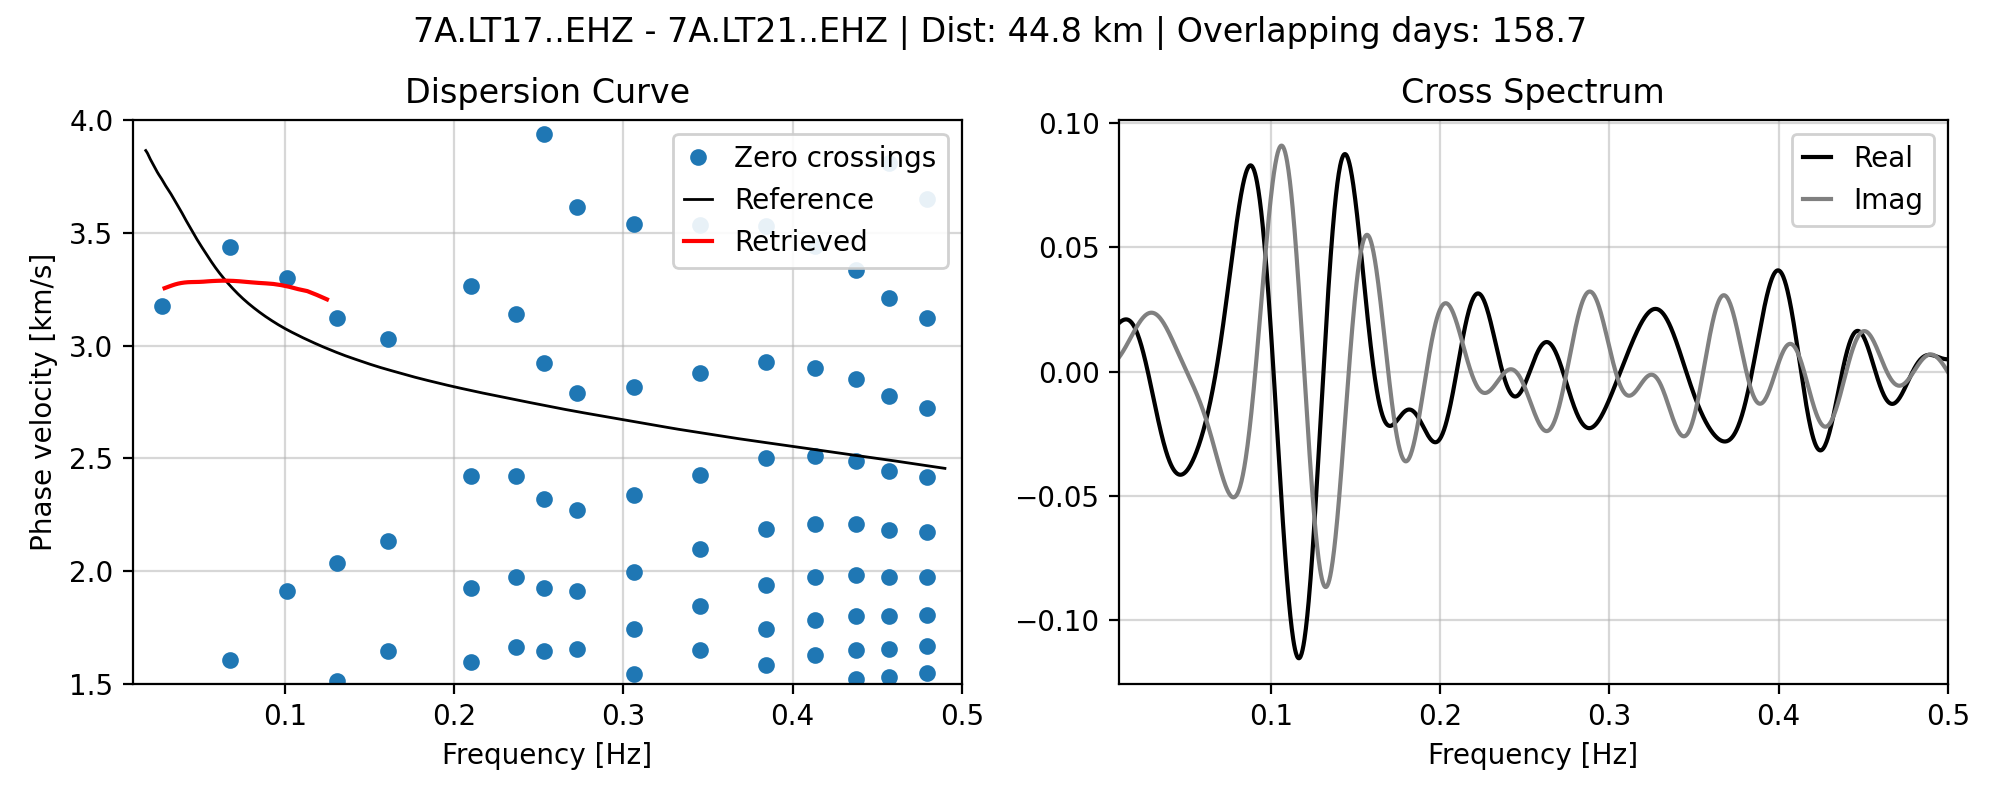 7A.LT17..EHZ - 7A.LT21..EHZ | Dist: 44.8 km | Overlapping days: 158.7
Dispersion Curve
4.0
3.5
3.0
2.5
2.0
1.5
Phase velocity [km/s]
Zero crossings
Reference
Retrieved
0.1
0.2
0.3
0.4
0.5
Frequency [Hz]
Cross Spectrum
0.10
0.05
0.00
−0.05
−0.10
Real
Imag
0.1
0.2
0.3
0.4
0.5
Frequency [Hz]